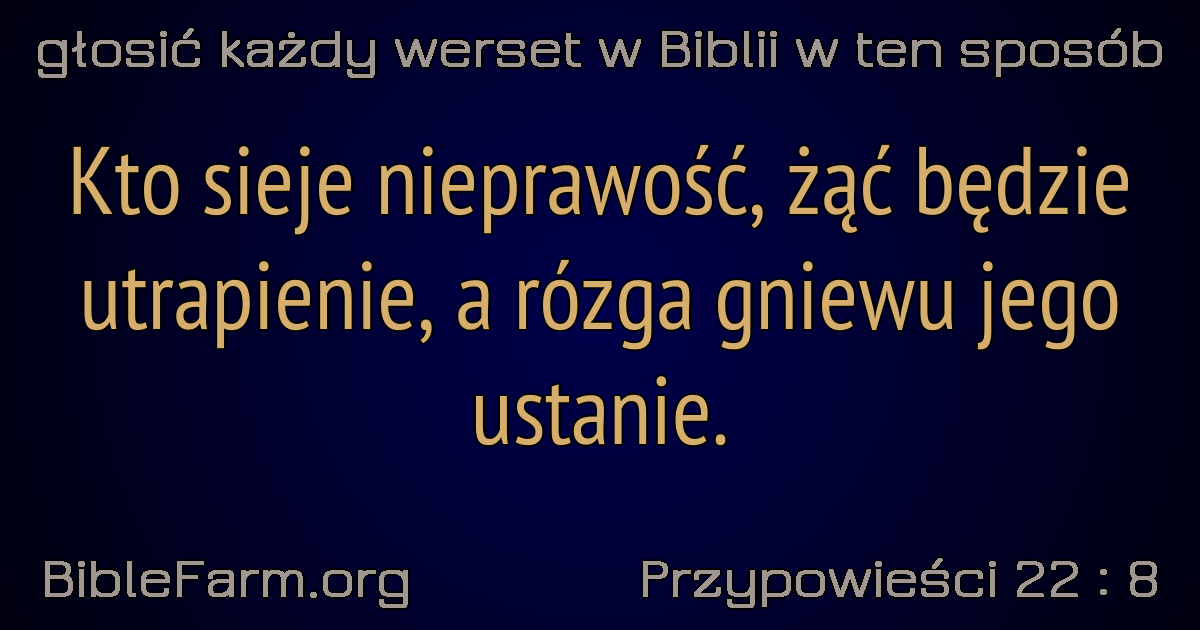 głosić każdy werset w Biblii w ten sposób
Kto sieje nieprawość, żąć będzie
utrapienie, a rózga gniewu jego
ustanie.
BibleFarm.org
Przypowieści 22 : 8